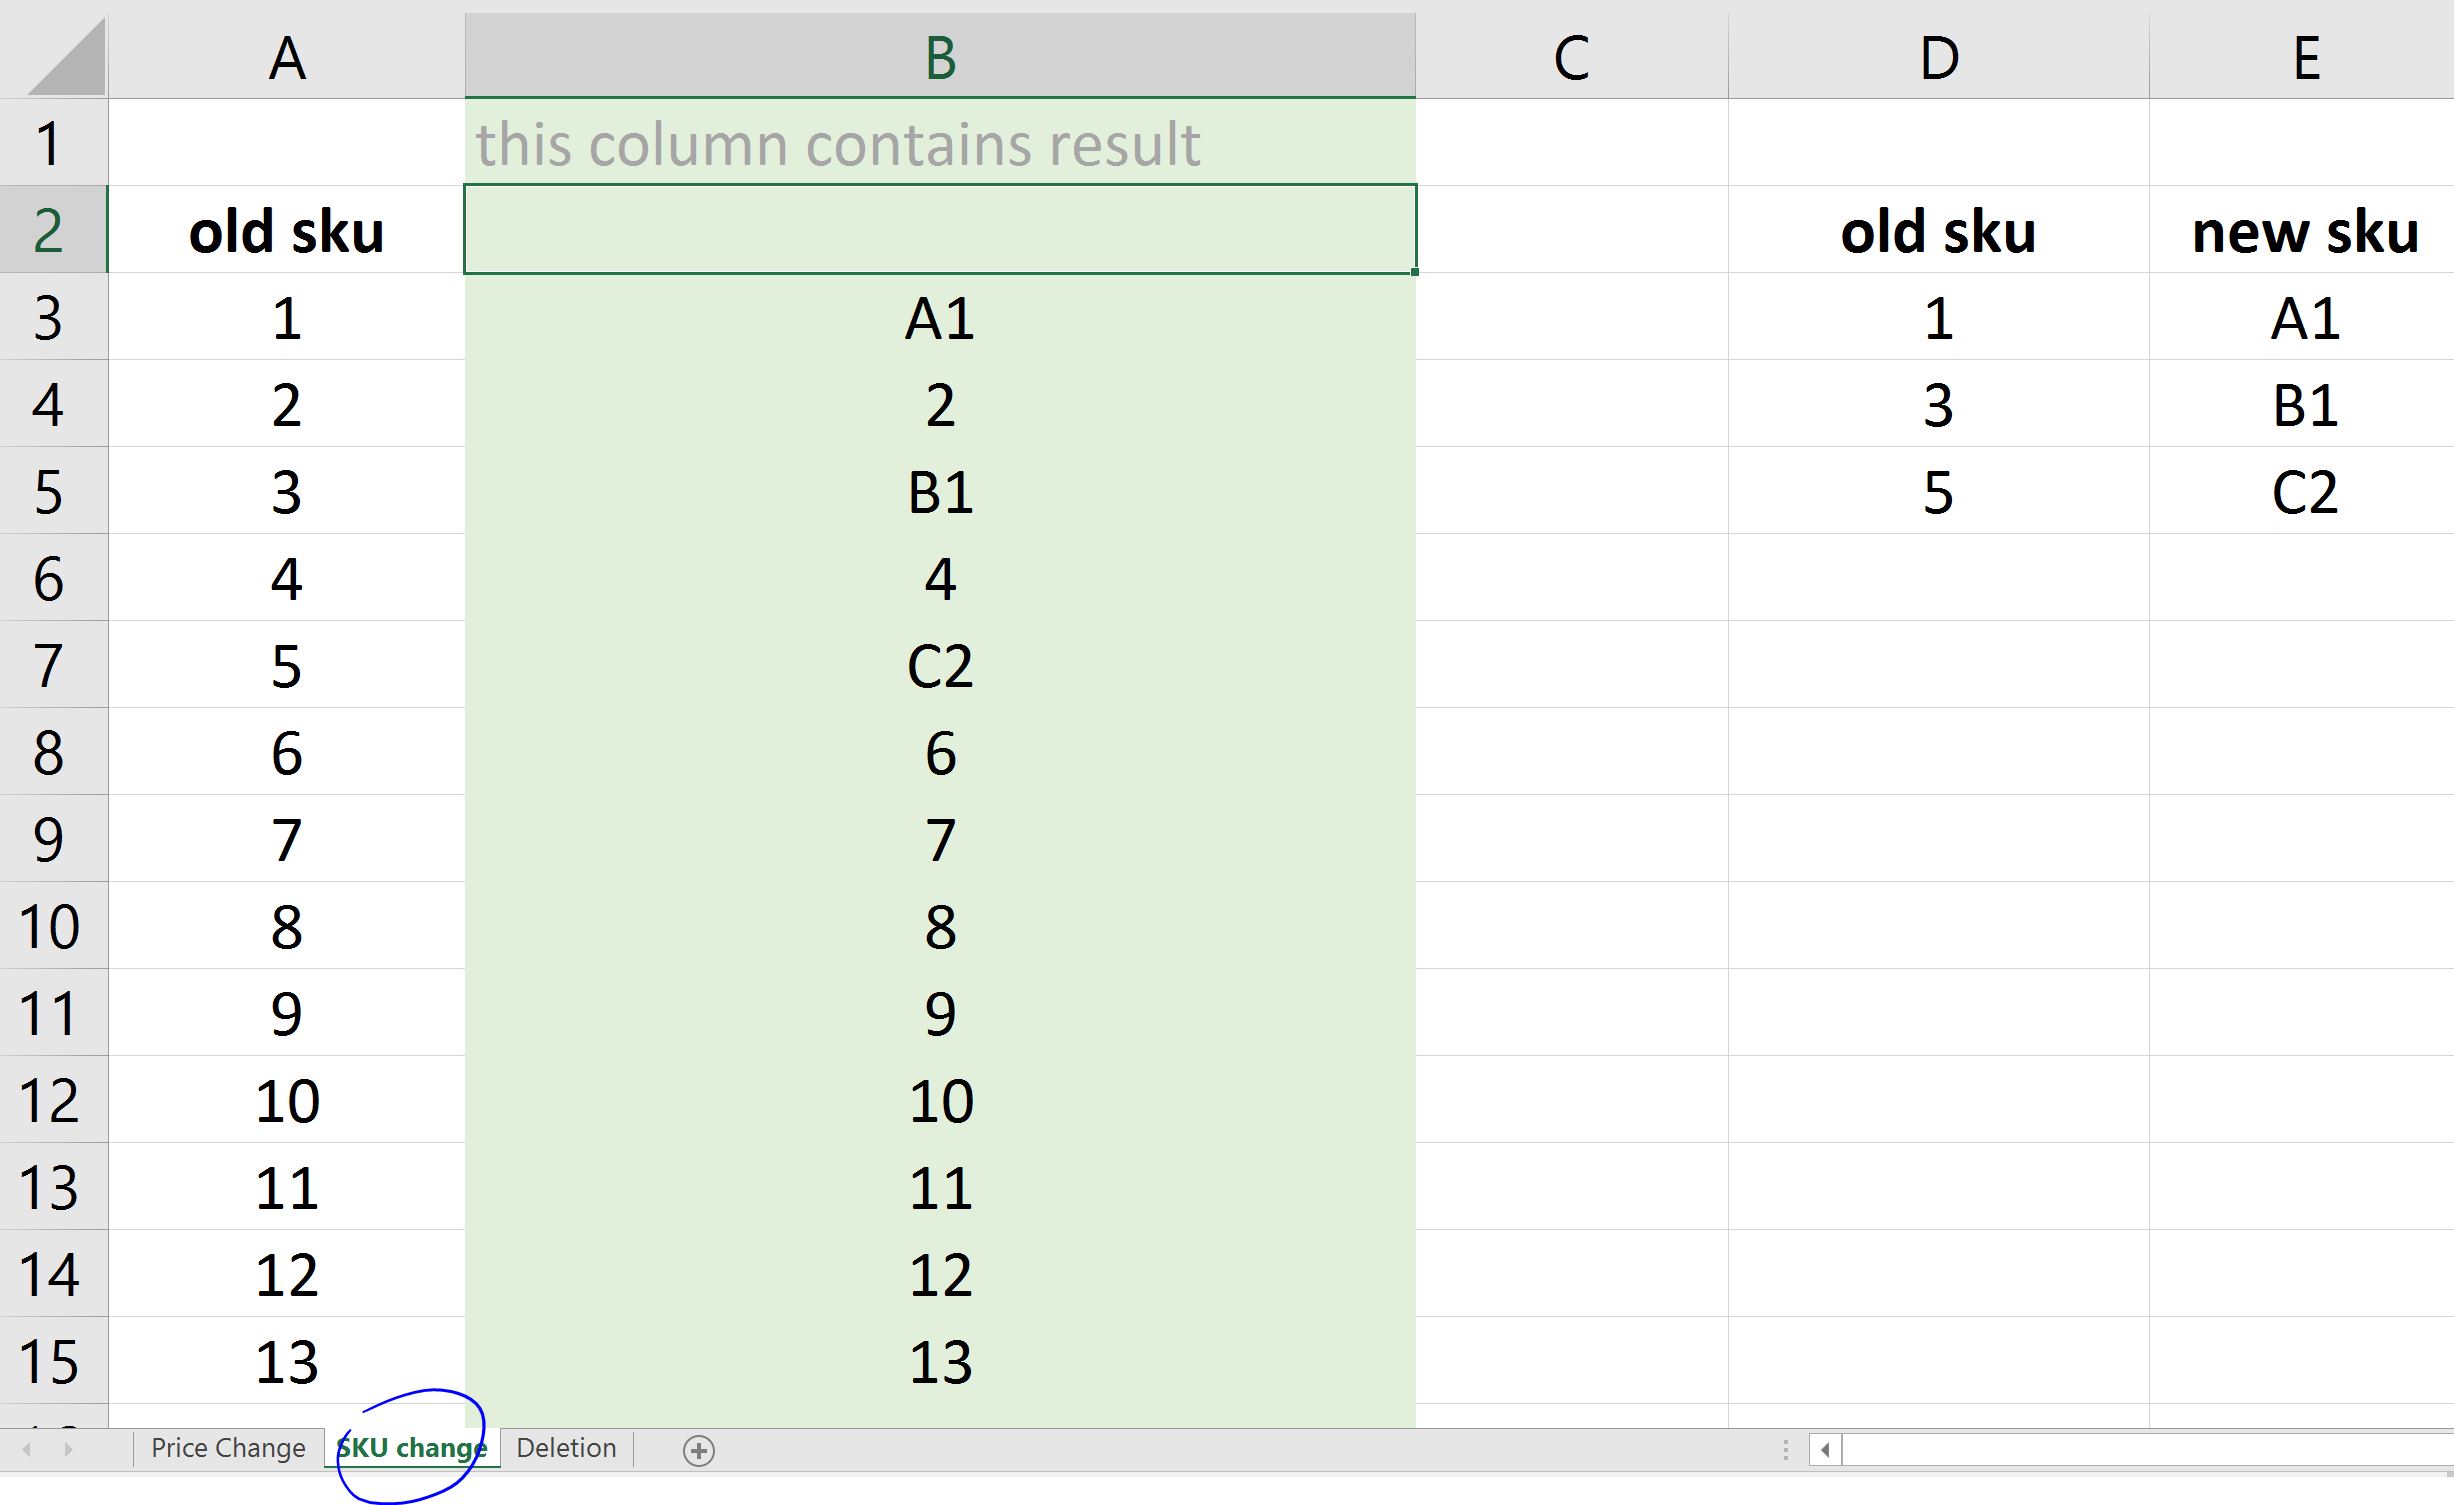 A B C D E
1 this column contains result
2 old sku old sku new sku
3 1 A1 1 A1
4 2 2 3 B1
5 3 B1 5 C2
6 4 4
7 5 C2
8 6 6
9 7 7
10 8 8
11 9 9
12 10 10
13 11 11
14 12 12
15 13 13
Price Change SKU change Deletion